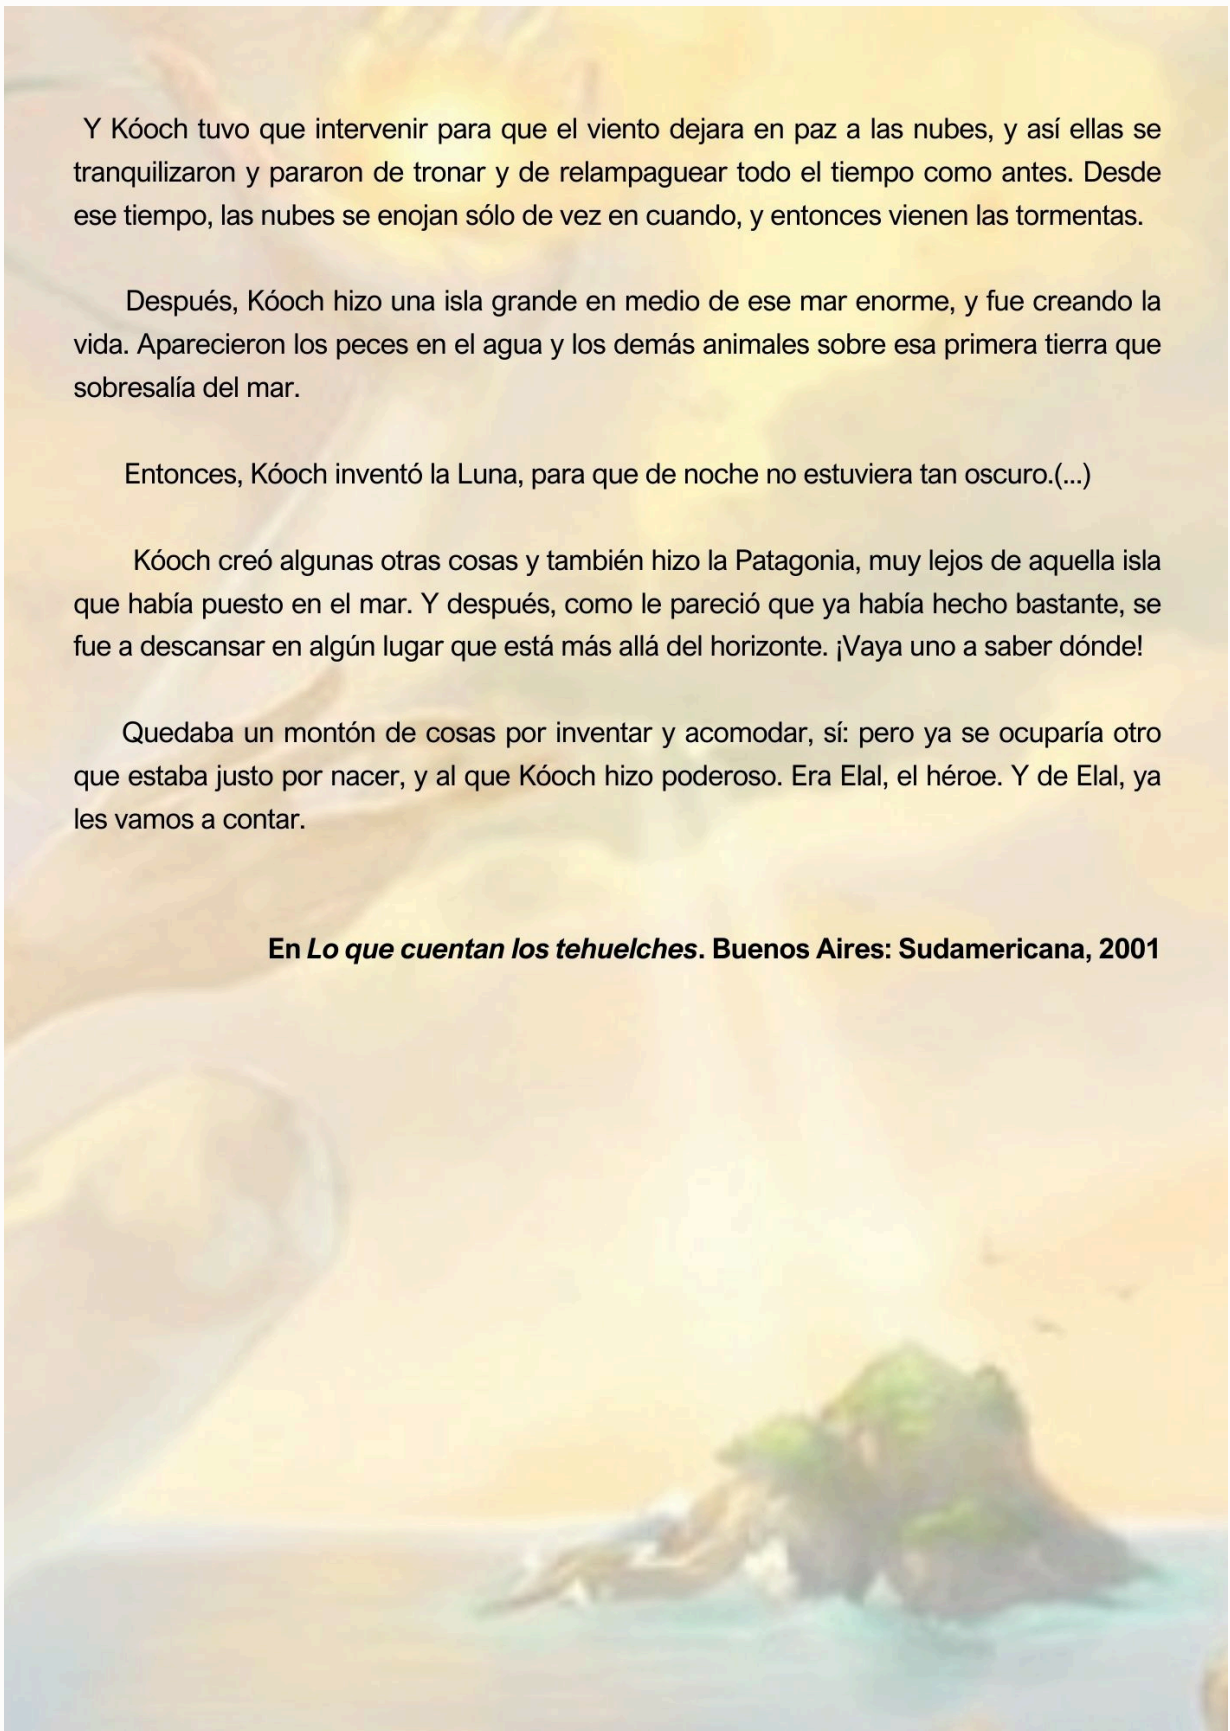 Y Kóoch tuvo que intervenir para que el viento dejara en paz a las nubes, y así ellas se
tranquilizaron y pararon de tronar y de relampaguear todo el tiempo como antes. Desde
ese tiempo, las nubes se enojan sólo de vez en cuando, y entonces vienen las tormentas.
Después, Kóoch hizo una isla grande en medio de ese mar enorme, y fue creando la
vida. Aparecieron los peces en el agua y los demás animales sobre esa primera tierra que
sobresalía del mar.
Entonces, Kóoch inventó la Luna, para que de noche no estuviera tan oscuro.(...)
Kóoch creó algunas otras cosas y también hizo la Patagonia, muy lejos de aquella isla
que había puesto en el mar. Y después, como le pareció que ya había hecho bastante, se
fue a descansar en algún lugar que está más allá del horizonte. ¡Vaya uno a saber dónde!
Quedaba un montón de cosas por inventar y acomodar, sí: pero ya se ocuparía otro
que estaba justo por nacer, y al que Kóoch hizo poderoso. Era Elal, el héroe. Y de Elal, ya
les vamos a contar.
En Lo que cuentan los tehuelches. Buenos Aires: Sudamericana, 2001